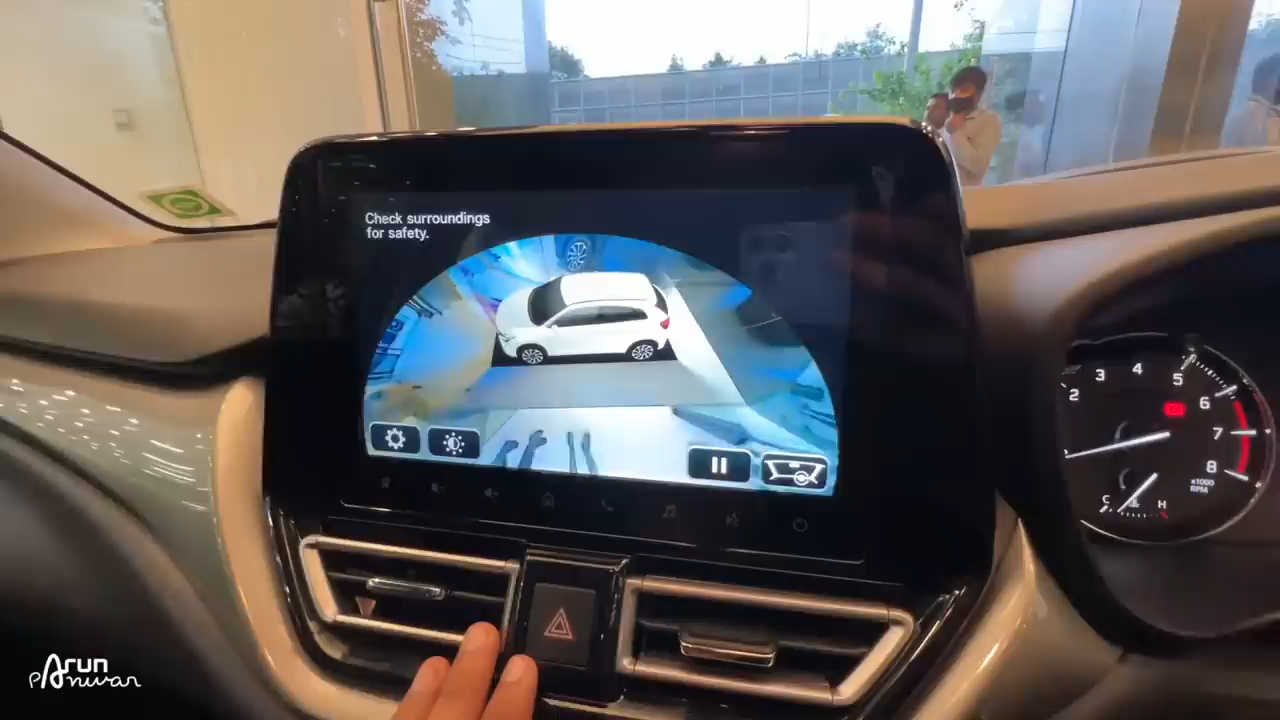 Check surroundings
for safety.
2
3
4
5
6
7
8
x1000
RPM
C
H
Arun
Panwar